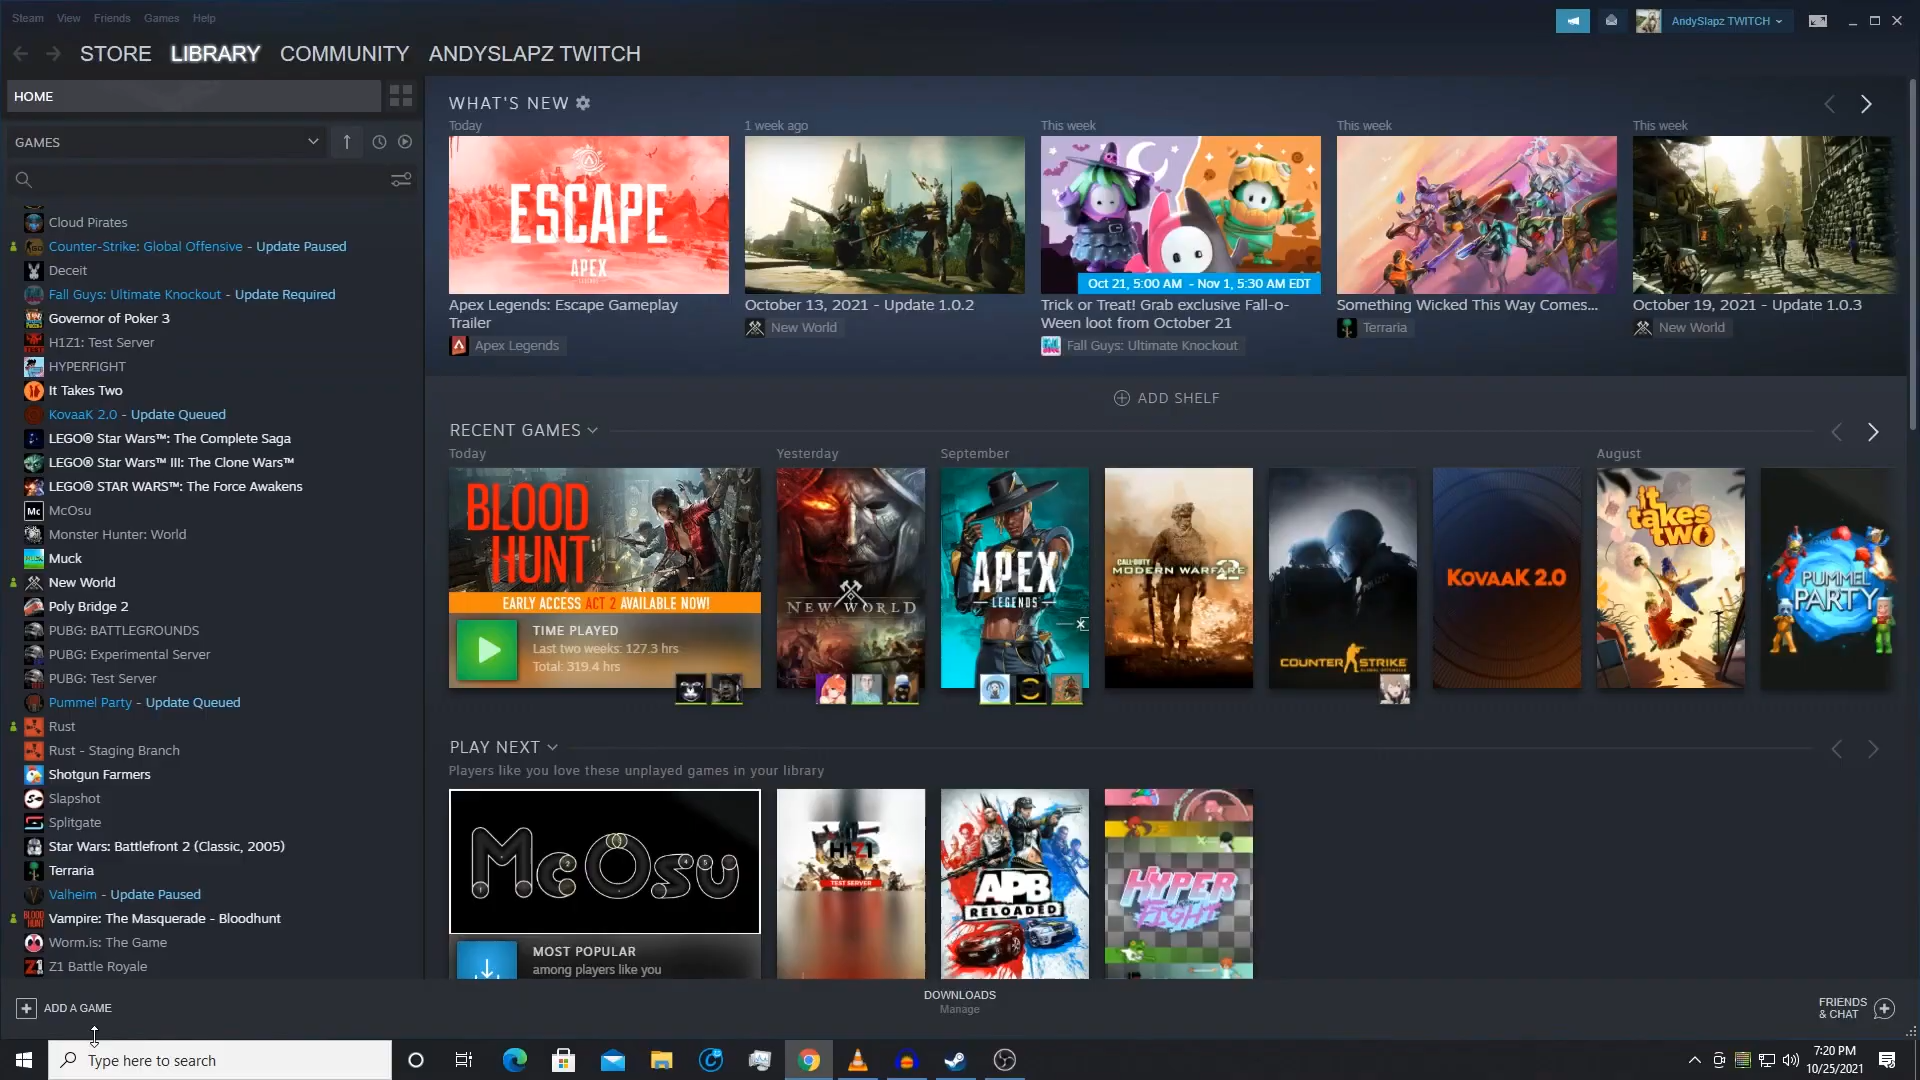 Steam View Friends Games Help
AndySlapz TWITCH
STORE LIBRARY COMMUNITY ANDYSLAPZ TWITCH
HOME
GAMES
Cloud Pirates
Counter-Strike: Global Offensive - Update Paused
Deceit
Fall Guys: Ultimate Knockout - Update Required
Governor of Poker 3
H1Z1: Test Server
HYPERFIGHT
It Takes Two
KovaaK 2.0 - Update Queued
LEGO® Star Wars™: The Complete Saga
LEGO® Star Wars™ III: The Clone Wars™
LEGO® STAR WARS™: The Force Awakens
Mc McOsu
Monster Hunter: World
Muck
New World
Poly Bridge 2
PUBG: BATTLEGROUNDS
PUBG: Experimental Server
PUBG: Test Server
Pummel Party - Update Queued
Rust
Rust - Staging Branch
Shotgun Farmers
Slapshot
Splitgate
Star Wars: Battlefront 2 (Classic, 2005)
Terraria
Valheim - Update Paused
Vampire: The Masquerade - Bloodhunt
Worm.is: The Game
Z1 Battle Royale
ADD A GAME
WHAT'S NEW
Today
ESCAPE
APEX
Apex Legends: Escape Gameplay
Trailer
Apex Legends
1 week ago
October 13, 2021 - Update 1.0.2
New World
This week
Oct 21, 5:00 AM - Nov 1, 5:30 AM EDT
Trick or Treat! Grab exclusive Fall-o-
Ween loot from October 21
Fall Guys: Ultimate Knockout
This week
Something Wicked This Way Comes...
Terraria
This week
October 19, 2021 - Update 1.0.3
New World
ADD SHELF
RECENT GAMES
Today
BLOOD
HUNT
EARLY ACCESS ACT 2 AVAILABLE NOW!
TIME PLAYED
Last two weeks: 127.3 hrs
Total: 319.4 hrs
Yesterday
NEW WORLD
September
APEX
LEGENDS
CALL OF DUTY
MODERN WARFARE 2
COUNTER STRIKE
GLOBAL OFFENSIVE
KOVAAK 2.0
August
it
takes
TWO
PUMMEL
PARTY
PLAY NEXT
Players like you love these unplayed games in your library
McOsu
MOST POPULAR
among players like you
H1Z1
TEST SERVER
APB
RELOADED
HYPER
FIGHT
DOWNLOADS
Manage
FRIENDS
& CHAT
Type here to search
7:20 PM
10/25/2021